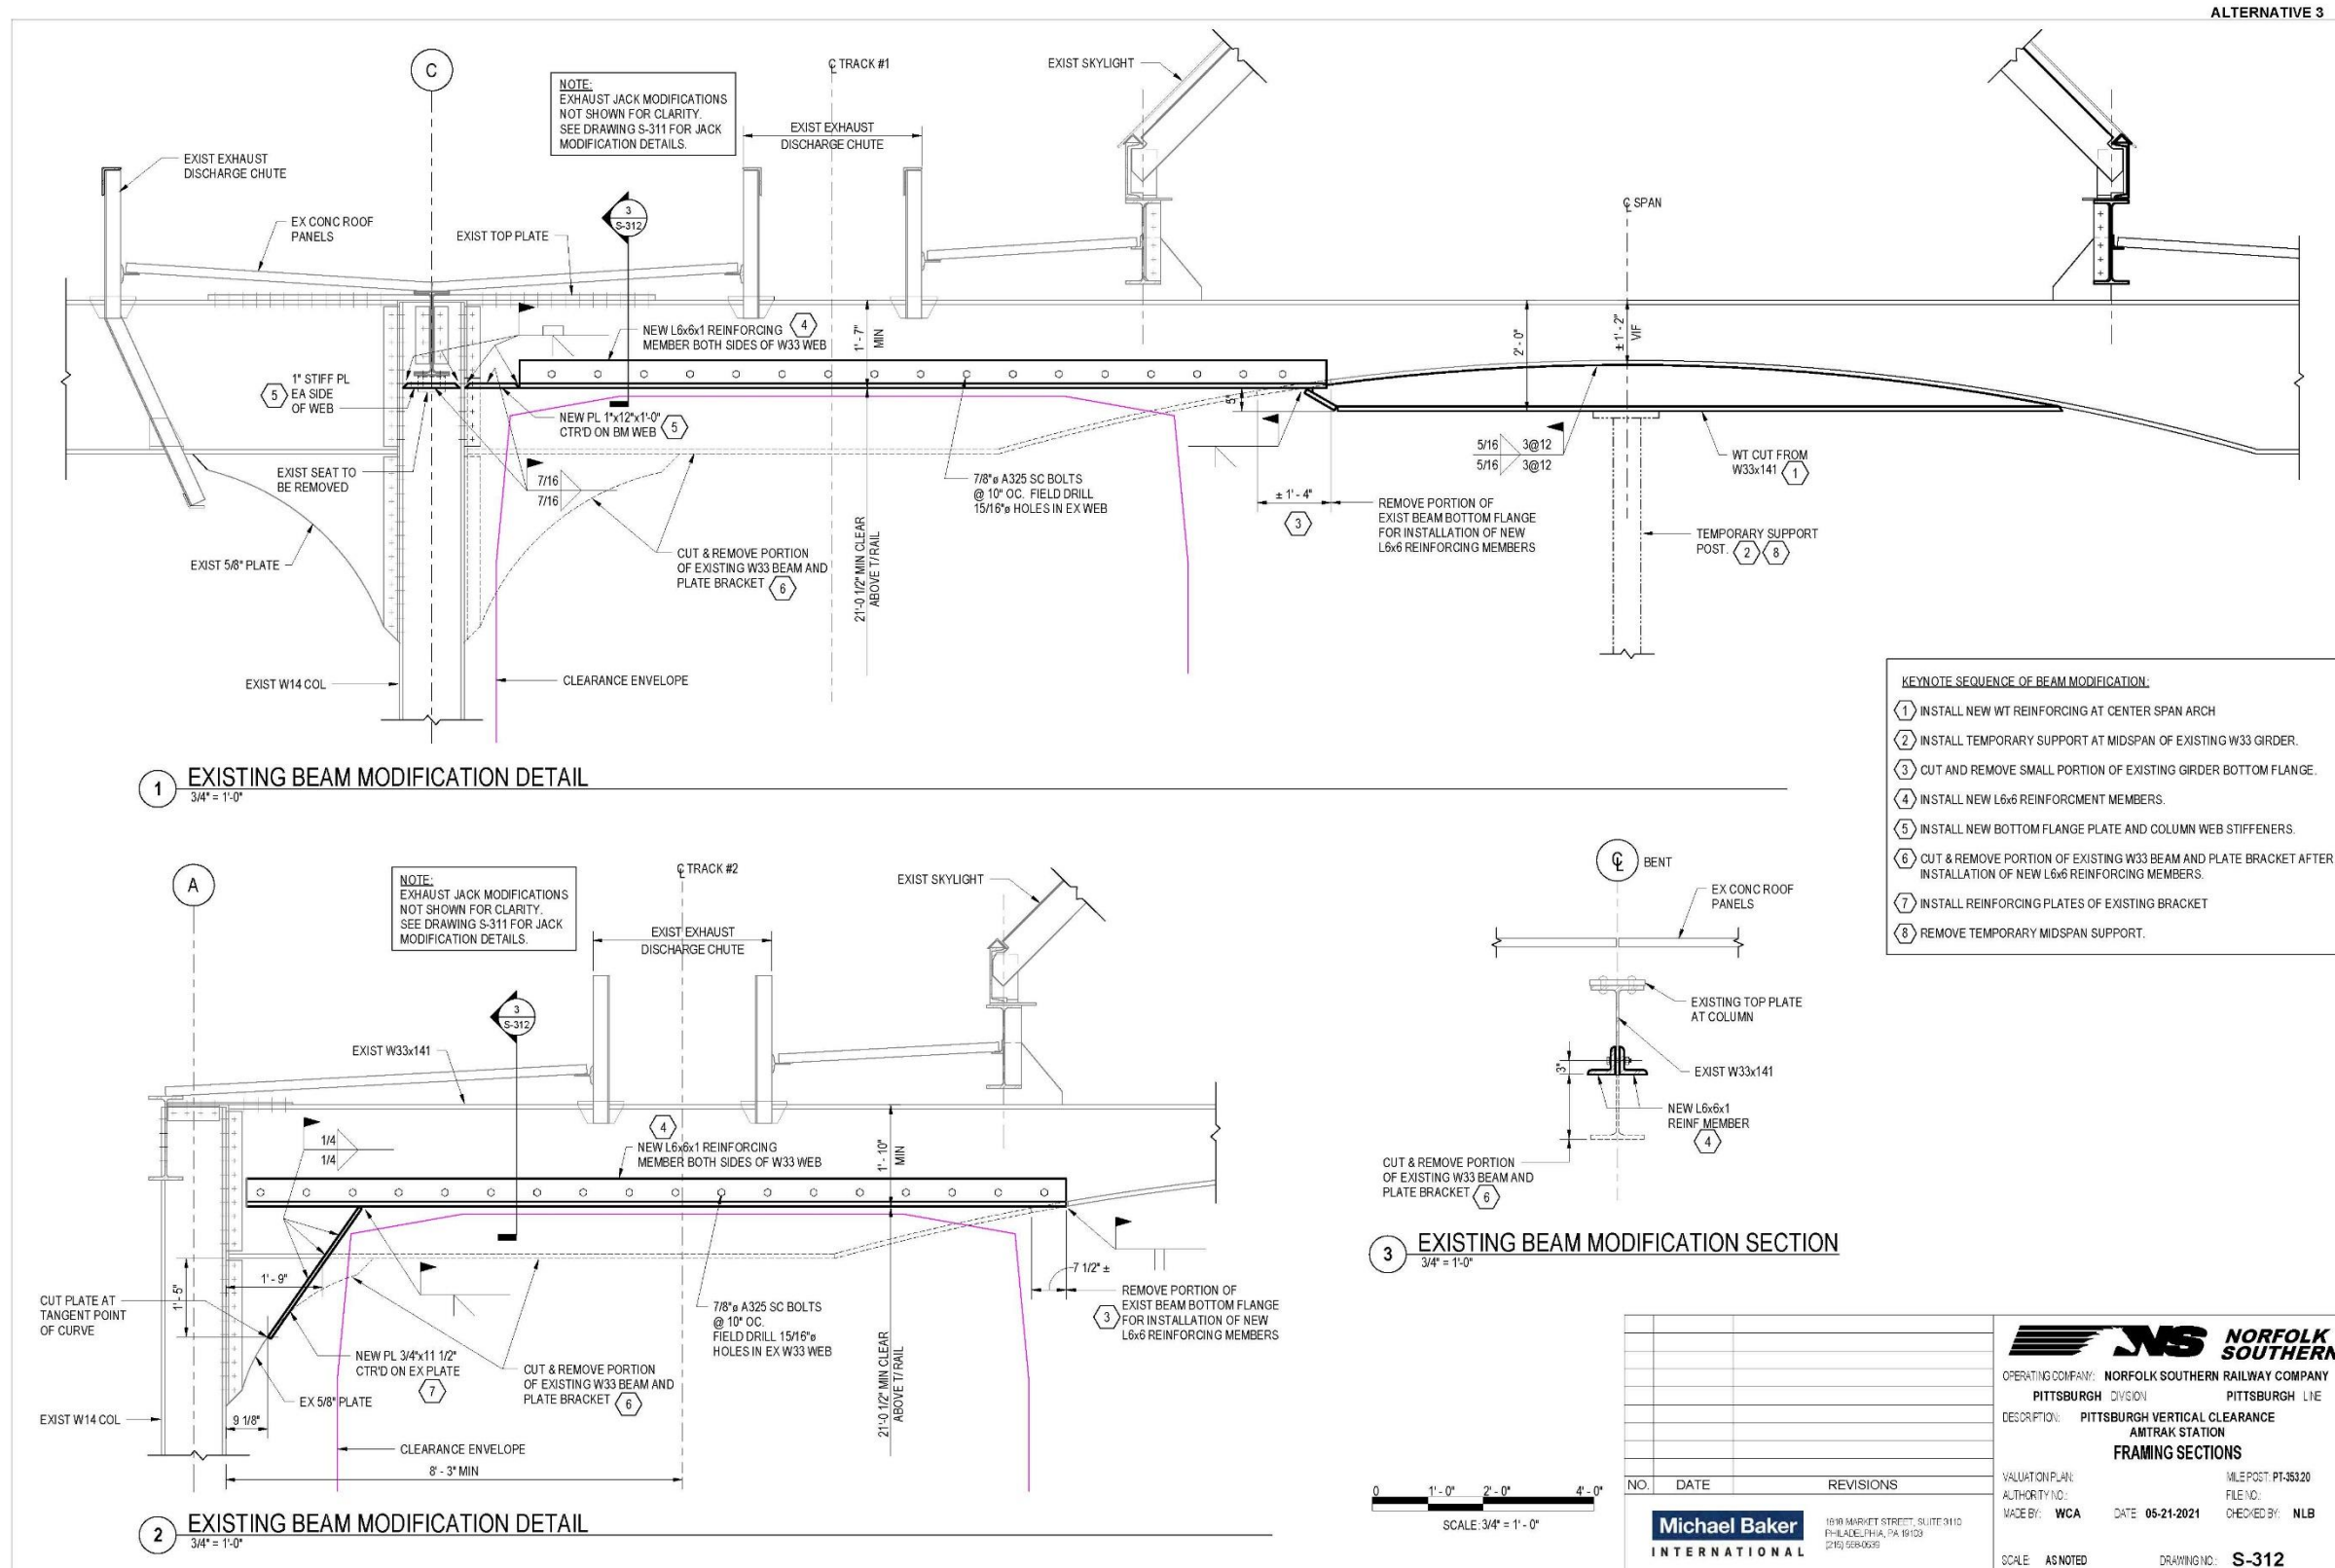 ALTERNATIVE 3
C
NOTE:
EXHAUST JACK MODIFICATIONS
NOT SHOWN FOR CLARITY.
SEE DRAWING S-311 FOR JACK
MODIFICATION DETAILS.
℄ TRACK #1
EXIST SKYLIGHT
EXIST EXHAUST
DISCHARGE CHUTE
EXIST EXHAUST
DISCHARGE CHUTE
EX CONC ROOF
PANELS
EXIST TOP PLATE
3
S-312
℄ SPAN
NEW L6x6x1 REINFORCING 4
MEMBER BOTH SIDES OF W33 WEB
1'-7"
MIN
2'-0"
± 1'-2"
VIF
1" STIFF PL
5 EA SIDE
OF WEB
NEW PL 1"x12"x1'-0"
CTR'D ON BM WEB 5
5"
EXIST SEAT TO
BE REMOVED
7/16
7/16
7/8"ø A325 SC BOLTS
@ 10" OC. FIELD DRILL
15/16"ø HOLES IN EX WEB
5/16 3@12
5/16 3@12
WT CUT FROM
W33x141 1
± 1'-4"
3
REMOVE PORTION OF
EXIST BEAM BOTTOM FLANGE
FOR INSTALLATION OF NEW
L6x6 REINFORCING MEMBERS
TEMPORARY SUPPORT
POST. 2 8
EXIST 5/8" PLATE
CUT & REMOVE PORTION
OF EXISTING W33 BEAM AND
PLATE BRACKET 6
21'-0 1/2" MIN CLEAR
ABOVE T/RAIL
EXIST W14 COL
CLEARANCE ENVELOPE
1 EXISTING BEAM MODIFICATION DETAIL
3/4" = 1'-0"
KEYNOTE SEQUENCE OF BEAM MODIFICATION:
1 INSTALL NEW WT REINFORCING AT CENTER SPAN ARCH
2 INSTALL TEMPORARY SUPPORT AT MIDSPAN OF EXISTING W33 GIRDER.
3 CUT AND REMOVE SMALL PORTION OF EXISTING GIRDER BOTTOM FLANGE.
4 INSTALL NEW L6x6 REINFORCMENT MEMBERS.
5 INSTALL NEW BOTTOM FLANGE PLATE AND COLUMN WEB STIFFENERS.
6 CUT & REMOVE PORTION OF EXISTING W33 BEAM AND PLATE BRACKET AFTER
INSTALLATION OF NEW L6x6 REINFORCING MEMBERS.
7 INSTALL REINFORCING PLATES OF EXISTING BRACKET
8 REMOVE TEMPORARY MIDSPAN SUPPORT.
A
NOTE:
EXHAUST JACK MODIFICATIONS
NOT SHOWN FOR CLARITY.
SEE DRAWING S-311 FOR JACK
MODIFICATION DETAILS.
℄ TRACK #2
EXIST SKYLIGHT
EXIST EXHAUST
DISCHARGE CHUTE
3
S-312
EXIST W33x141
1/4
1/4
4
NEW L6x6x1 REINFORCING
MEMBER BOTH SIDES OF W33 WEB
1'-10"
MIN
1'-9"
1'-5"
CUT PLATE AT
TANGENT POINT
OF CURVE
7 1/2" ±
REMOVE PORTION OF
EXIST BEAM BOTTOM FLANGE
3 FOR INSTALLATION OF NEW
L6x6 REINFORCING MEMBERS
7/8"ø A325 SC BOLTS
@ 10" OC.
FIELD DRILL 15/16"ø
HOLES IN EX W33 WEB
NEW PL 3/4"x11 1/2"
CTR'D ON EX PLATE
7
CUT & REMOVE PORTION
OF EXISTING W33 BEAM AND
PLATE BRACKET 6
EX 5/8" PLATE
21'-0 1/2" MIN CLEAR
ABOVE T/ RAIL
EXIST W14 COL
9 1/8"
CLEARANCE ENVELOPE
8'-3" MIN
2 EXISTING BEAM MODIFICATION DETAIL
3/4" = 1'-0"
℄ BENT
EX CONC ROOF
PANELS
EXISTING TOP PLATE
AT COLUMN
3"
EXIST W33x141
NEW L6x6x1
REINF MEMBER
4
CUT & REMOVE PORTION
OF EXISTING W33 BEAM AND
PLATE BRACKET 6
3 EXISTING BEAM MODIFICATION SECTION
3/4" = 1'-0"
0 1'-0" 2'-0" 4'-0"
SCALE: 3/4" = 1'-0"
NO. DATE REVISIONS
Michael Baker
INTERNATIONAL
1818 MARKET STREET, SUITE 3110
PHILADELPHIA, PA 19103
NS NORFOLK
SOUTHERN
OPERATING COMPANY: NORFOLK SOUTHERN RAILWAY COMPANY
PITTSBURGH DIVISION PITTSBURGH LINE
DESCRIPTION: PITTSBURGH VERTICAL CLEARANCE
AMTRAK STATION
FRAMING SECTIONS
VALUATION PLAN: MILE POST: PT-353.20
AUTHORITY NO.: FILE NO.:
MADE BY: WCA DATE: 05-21-2021 CHECKED BY: NLB
SCALE: AS NOTED DRAWING NO.: S-312